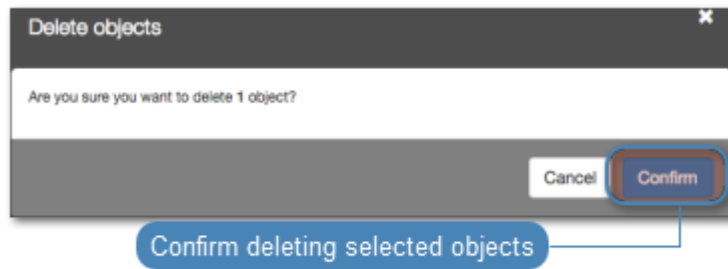 Delete objects
Are you sure you want to delete 1 object?
Cancel Confirm
Confirm deleting selected objects